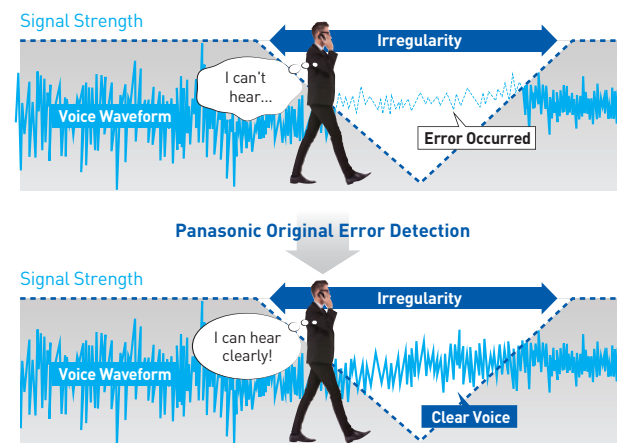 Signal Strength
Irregularity
I can't
hear...
Voice Waveform
Error Occurred
Panasonic Original Error Detection
Signal Strength
Irregularity
I can hear
clearly!
Voice Waveform
Clear Voice